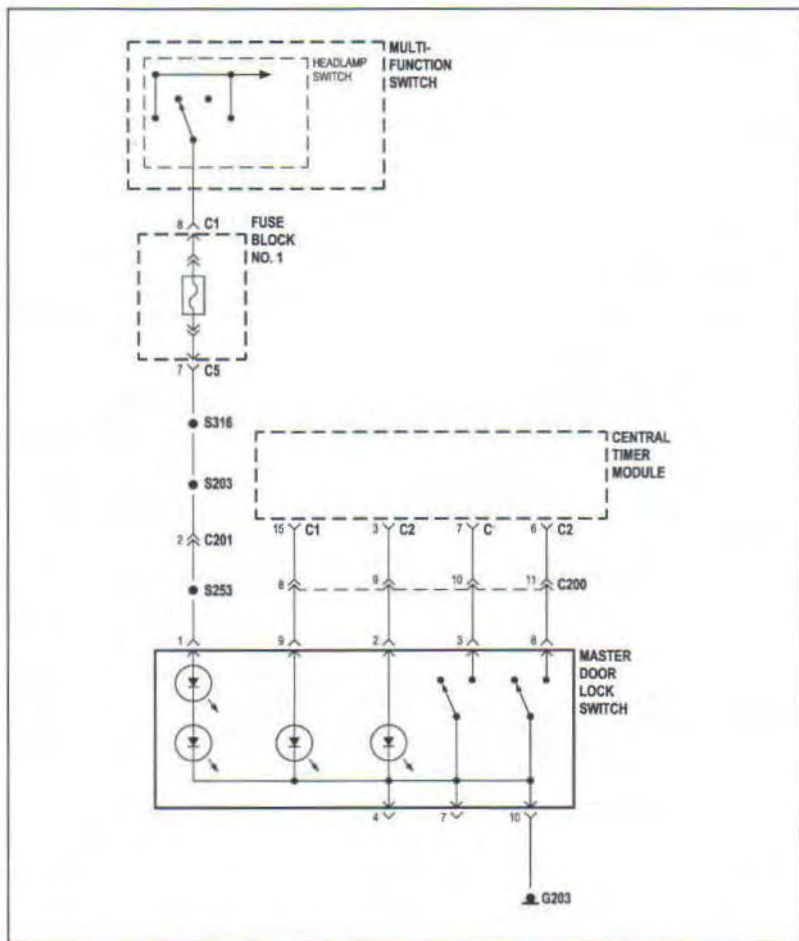 MULTI-
FUNCTION
SWITCH
HEADLAMP
SWITCH
8 C1
FUSE
BLOCK
NO. 1
7 C5
S316
S203
2 C201
S253
CENTRAL
TIMER
MODULE
15 C1 3 C2 7 C 6 C2
8 9 10 11 C200
1 9 2 3 8
MASTER
DOOR
LOCK
SWITCH
4 7 10
G203